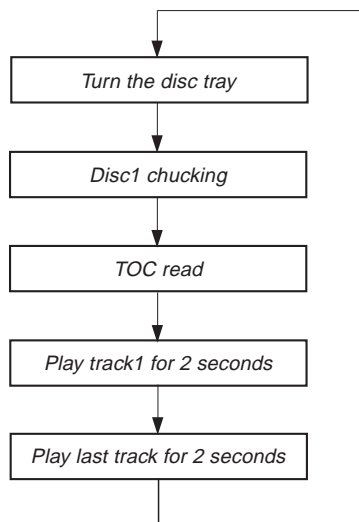 Turn the disc tray
Disc1 chucking
TOC read
Play track1 for 2 seconds
Play last track for 2 seconds